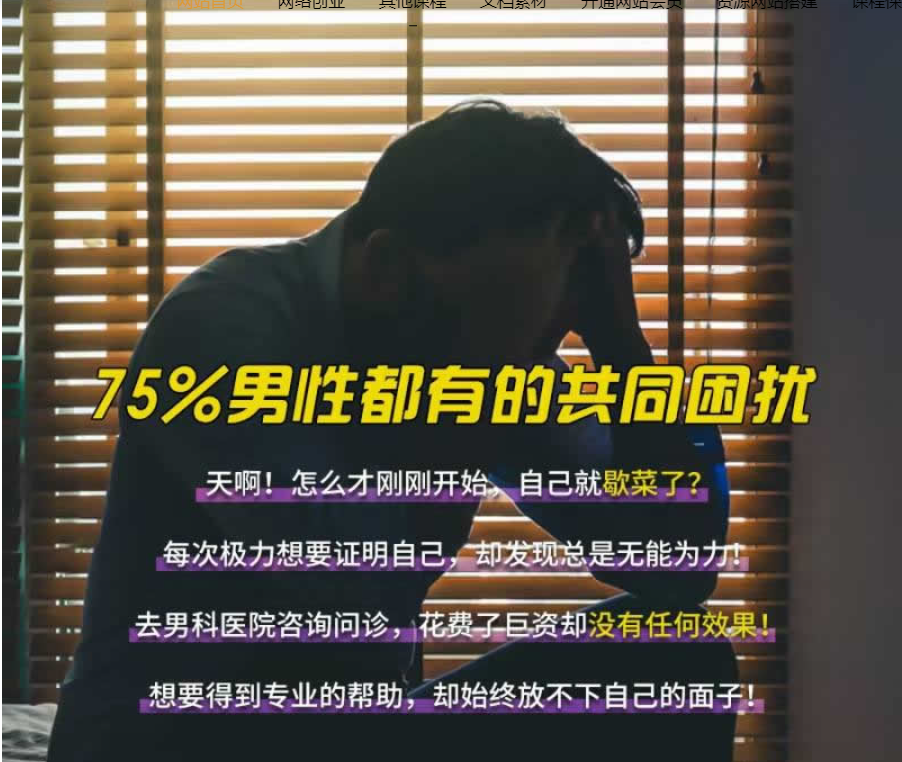 网站首页 网络创业 其他课程 文档素材 开通网站会员 资源网站搭建 课程保
75%男性都有的共同困扰
天啊！怎么才刚刚开始，自己就歇菜了？
每次极力想要证明自己，却发现总是无能为力！
去男科医院咨询问诊，花费了巨资却没有任何效果！
想要得到专业的帮助，却始终放不下自己的面子！